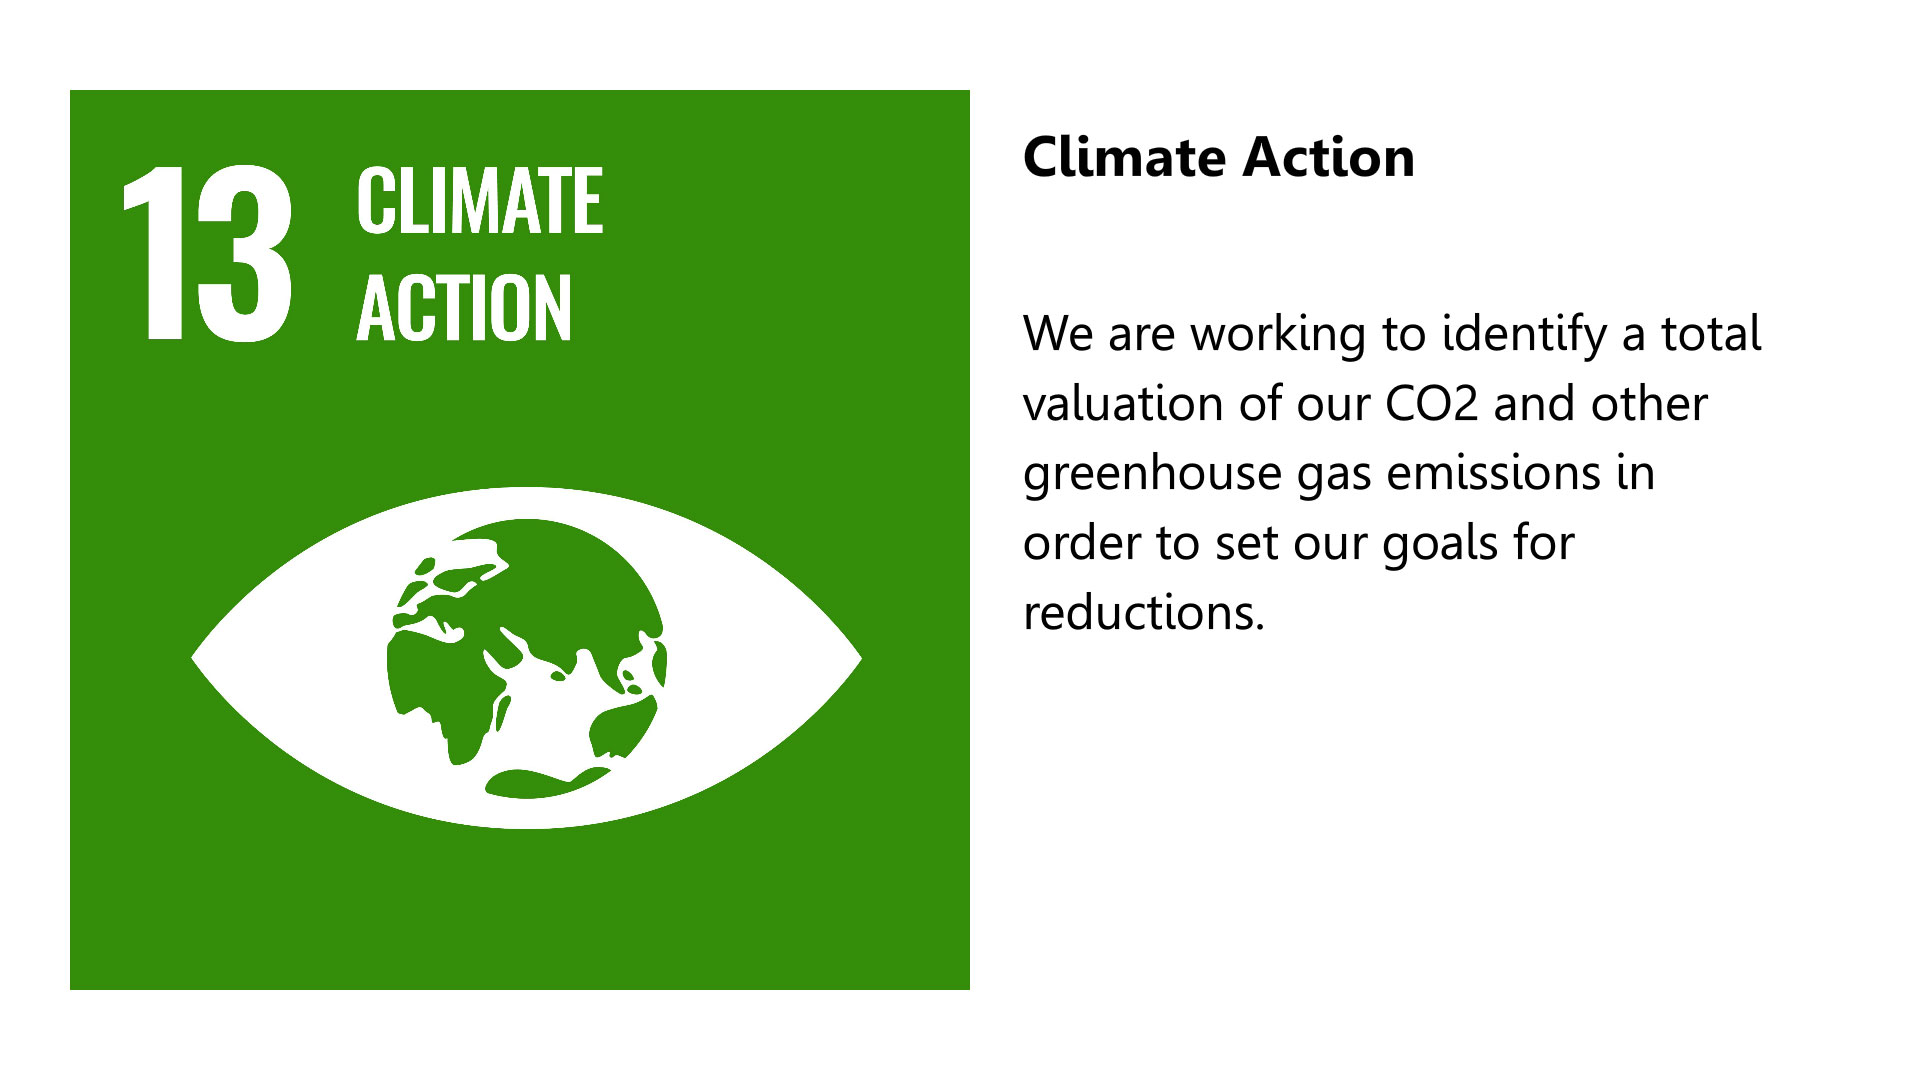 13 CLIMATE
ACTION
Climate Action
We are working to identify a total
valuation of our CO2 and other
greenhouse gas emissions in
order to set our goals for
reductions.